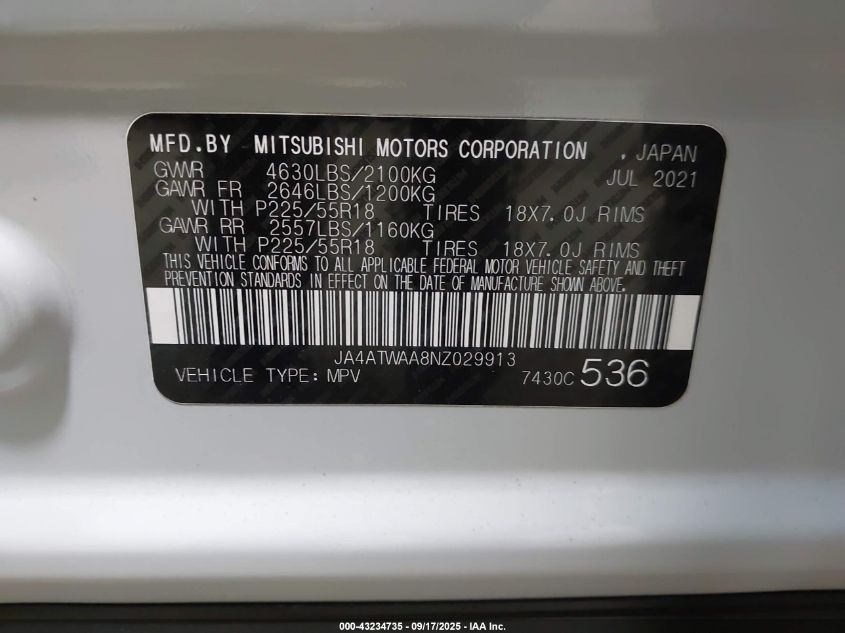 MFD.BY MITSUBISHI MOTORS CORPORATION , JAPAN
GVWR 4630LBS/2100KG JUL 2021
GAWR FR 2646LBS/1200KG
WITH P225/55R18 TIRES 18X7.0J RIMS
GAWR RR 2557LBS/1160KG
WITH P225/55R18 TIRES 18X7.0J RIMS
THIS VEHICLE CONFORMS TO ALL APPLICABLE FEDERAL MOTOR VEHICLE SAFETY AND THEFT
PREVENTION STANDARDS IN EFFECT ON THE DATE OF MANUFACTURE SHOWN ABOVE.
JA4ATWAA8NZ029913
VEHICLE TYPE: MPV 7430C 536
000-43234735 - 09/17/2025 - IAA Inc.